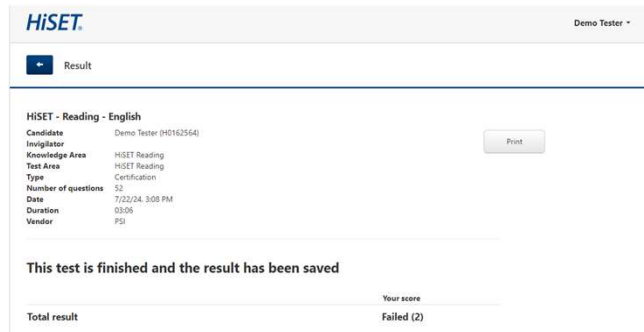 HiSET.
Demo Tester
Result
HiSET - Reading - English
Candidate Demo Tester (H0162564)
Invigilator
Print
Knowledge Area HiSET Reading
Test Area HiSET Reading
Type Certification
Number of questions 52
Date 7/22/24, 3:08 PM
Duration 03:06
Vendor PSI
This test is finished and the result has been saved
Your score
Total result Failed (2)